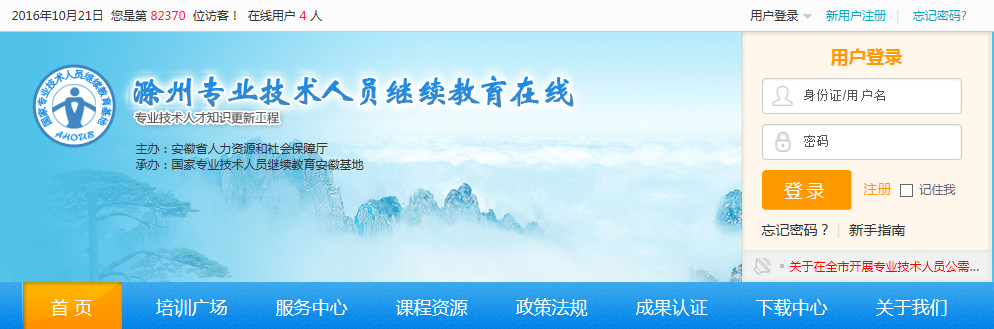 2016年10月21日 您是第 82370 位访客！ 在线用户 4 人
用户登录 新用户注册 | 忘记密码?
国家专业技术人员继续教育基地
AHOUB
滁州专业技术人员继续教育在线
专业技术人才知识更新工程
主办：安徽省人力资源和社会保障厅
承办：国家专业技术人员继续教育安徽基地
用户登录
身份证/用户名
密码
登录 注册 记住我
忘记密码？ | 新手指南
关于在全市开展专业技术人员公需...
首页 培训广场 服务中心 课程资源 政策法规 成果认证 下载中心 关于我们